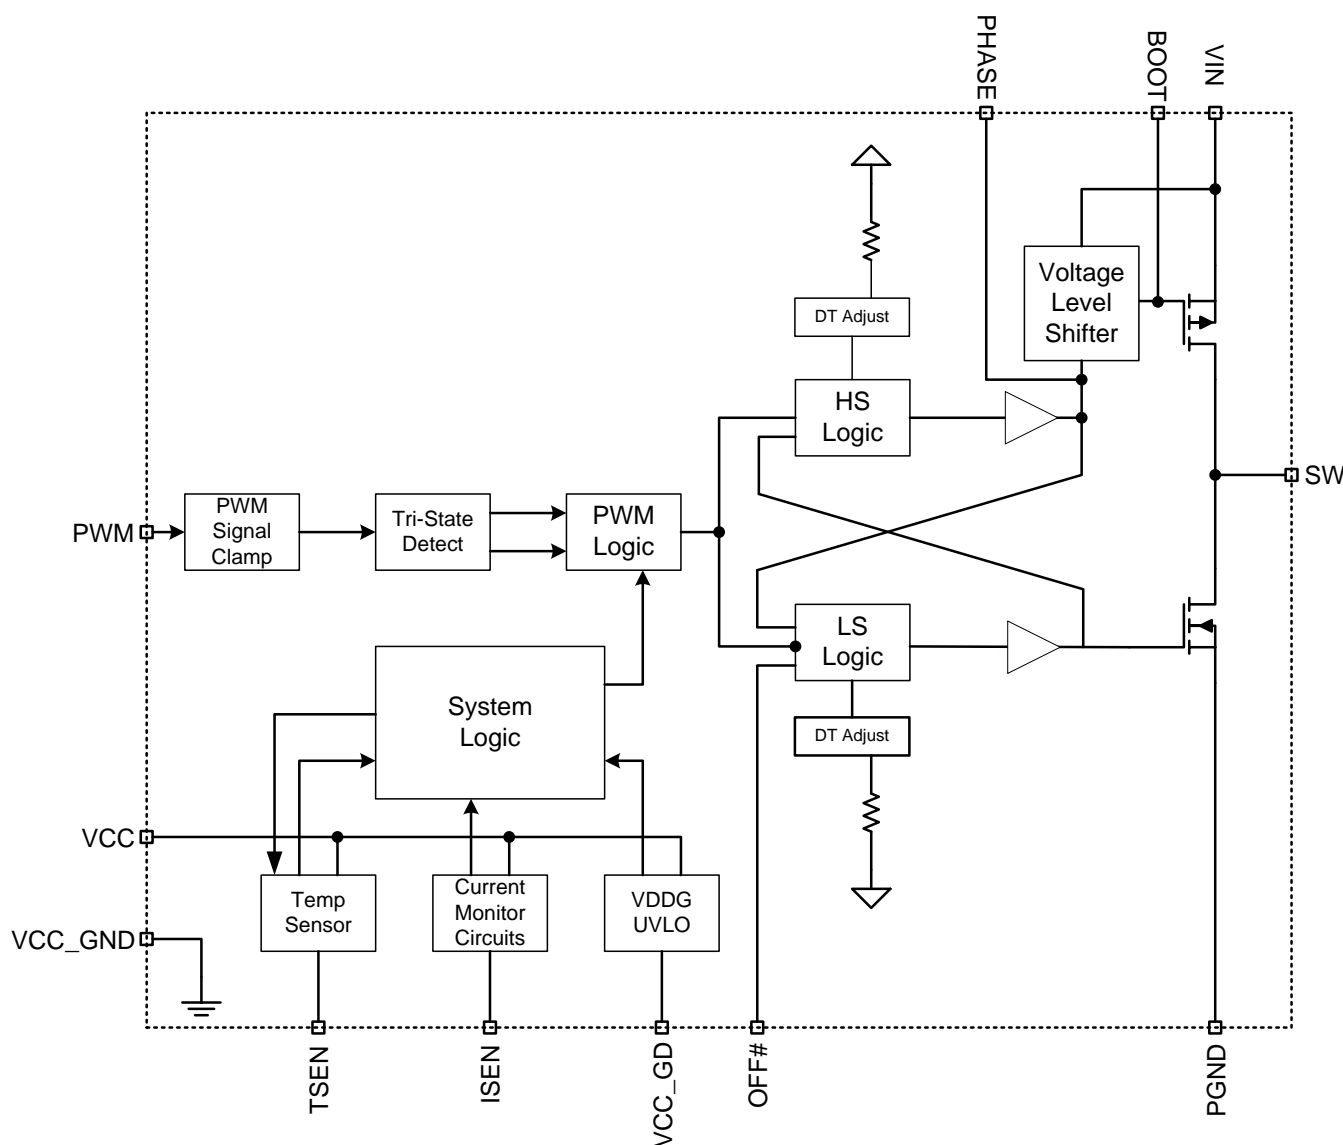 PHASE
BOOT
VIN
Voltage
Level
Shifter
DT Adjust
HS
Logic
SW
PWM
PWM
Signal
Clamp
Tri-State
Detect
PWM
Logic
LS
Logic
System
Logic
DT Adjust
VCC
Temp
Sensor
Current
Monitor
Circuits
VDDG
UVLO
VCC_GND
TSEN
ISEN
VCC_GD
OFF#
PGND